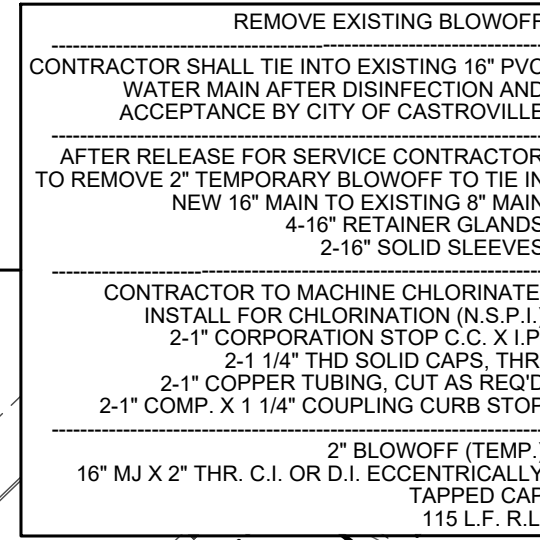 REMOVE EXISTING BLOWOFF
CONTRACTOR SHALL TIE INTO EXISTING 16" PVC
WATER MAIN AFTER DISINFECTION AND
ACCEPTANCE BY CITY OF CASTROVILLE
AFTER RELEASE FOR SERVICE CONTRACTOR
TO REMOVE 2" TEMPORARY BLOWOFF TO TIE IN
NEW 16" MAIN TO EXISTING 8" MAIN
4-16" RETAINER GLANDS
2-16" SOLID SLEEVES
CONTRACTOR TO MACHINE CHLORINATE
INSTALL FOR CHLORINATION (N.S.P.I.)
2-1" CORPORATION STOP C.C. X I.P
2-1 1/4" THD SOLID CAPS, THR
2-1" COPPER TUBING, CUT AS REQ'D
2-1" COMP. X 1 1/4" COUPLING CURB STOP
2" BLOWOFF (TEMP.)
16" MJ X 2" THR. C.I. OR D.I. ECCENTRICALLY
TAPPED CAP
115 L.F. R.L